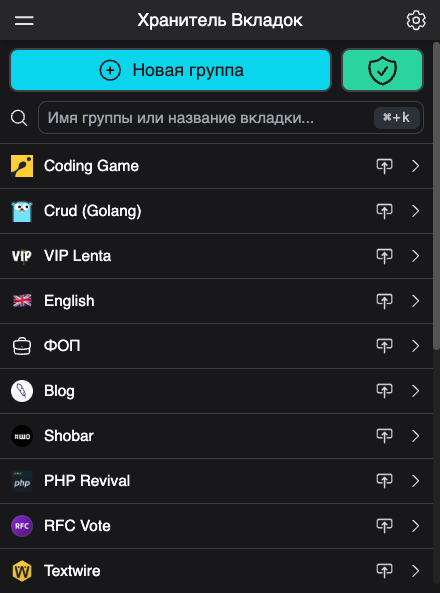 Хранитель Вкладок
Новая группа
Имя группы или название вкладки... ⌘+k
Coding Game
Crud (Golang)
VIP VIP Lenta
English
ФОП
Blog
Shobar
php PHP Revival
RFC RFC Vote
W Textwire